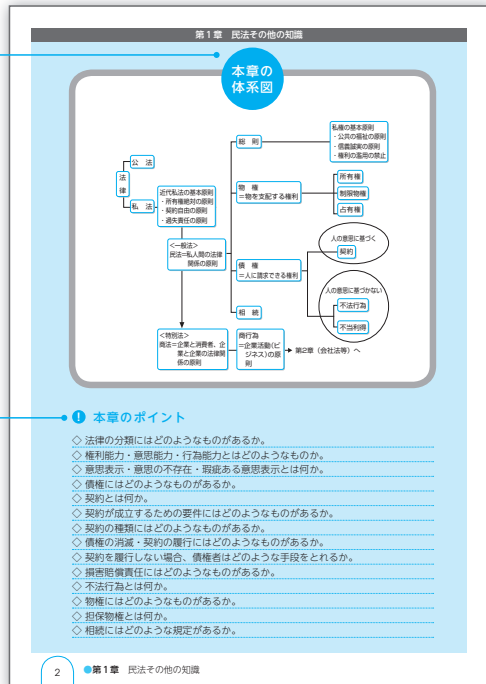 第1章 民法その他の知識
本章の
体系図
法律
公 法
私 法
近代私法の基本原則
・所有権絶対の原則
・契約自由の原則
・過失責任の原則
<一般法>
民法=私人間の法律
関係の原則
<特別法>
商法=企業と消費者、企
業と企業の法律関
係の原則
総 則
私権の基本原則
・公共の福祉の原則
・信義誠実の原則
・権利の濫用の禁止
物 権
=物を支配する権利
所有権
制限物権
占有権
債 権
=人に請求できる権利
人の意思に基づく
契約
人の意思に基づかない
不法行為
不当利得
相 続
商行為
=企業活動(ビ
ジネス)の原
則
第2章(会社法等)へ
! 本章のポイント
◇ 法律の分類にはどのようなものがあるか。
◇ 権利能力・意思能力・行為能力とはどのようなものか。
◇ 意思表示・意思の不存在・瑕疵ある意思表示とは何か。
◇ 債権にはどのようなものがあるか。
◇ 契約とは何か。
◇ 契約が成立するための要件にはどのようなものがあるか。
◇ 契約の種類にはどのようなものがあるか。
◇ 債権の消滅・契約の履行にはどのようなものがあるか。
◇ 契約を履行しない場合、債権者はどのような手段をとれるか。
◇ 損害賠償責任にはどのようなものがあるか。
◇ 不法行為とは何か。
◇ 物権にはどのようなものがあるか。
◇ 担保物権とは何か。
◇ 相続にはどのような規定があるか。
2 ●第1章 民法その他の知識